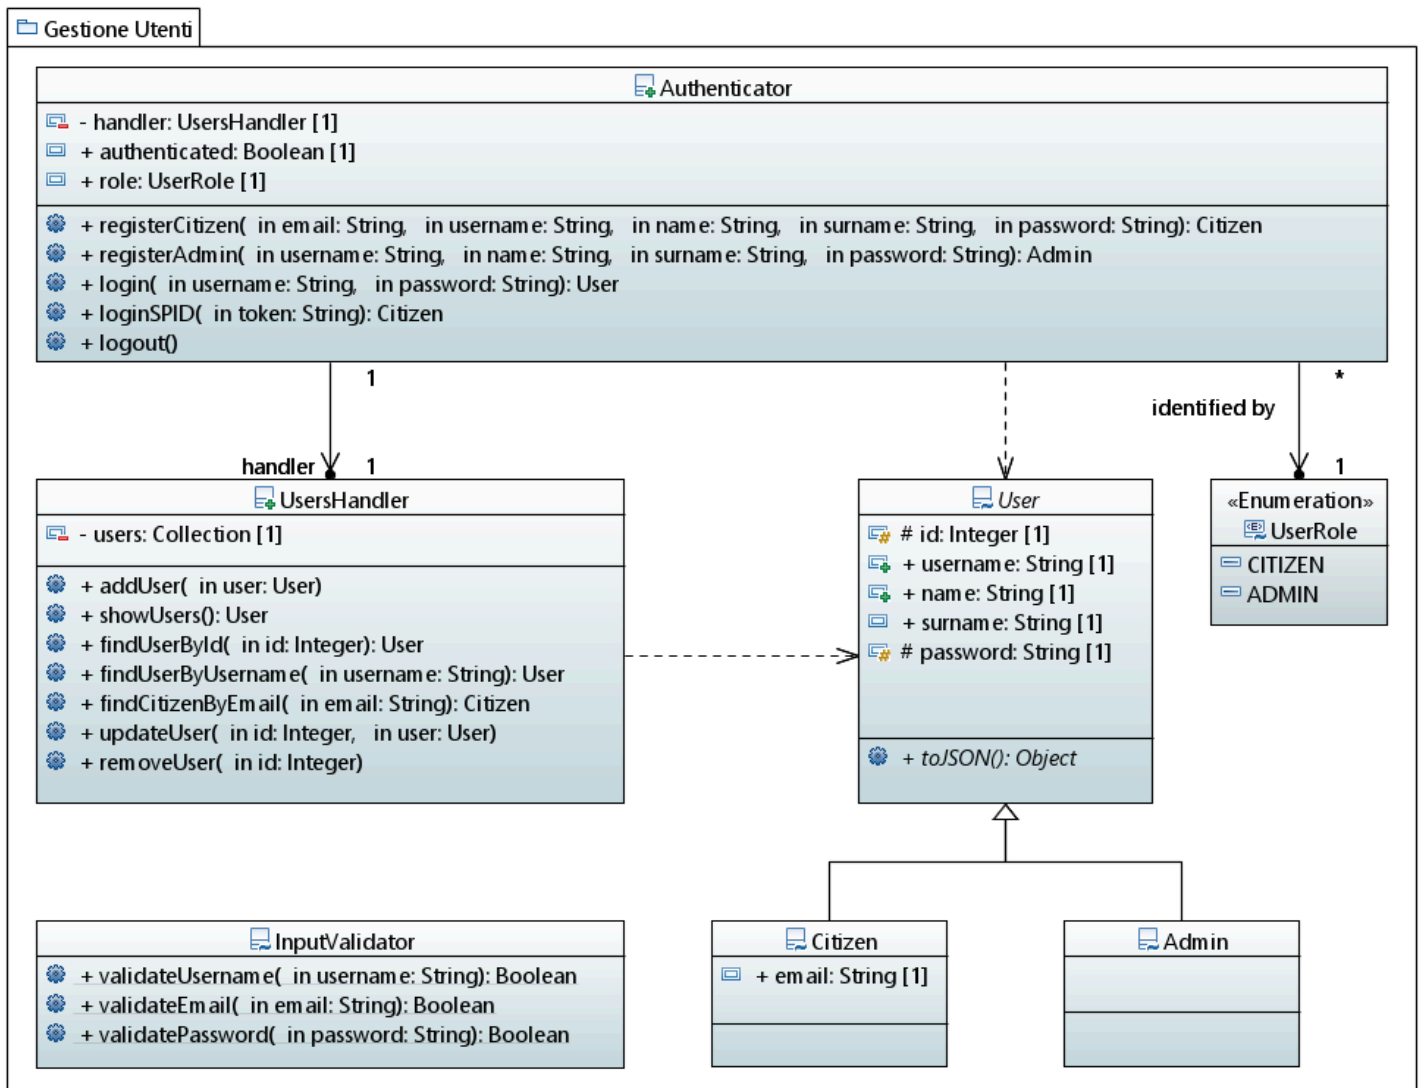 Gestione Utenti
Authenticator
- handler: UsersHandler [1]
+ authenticated: Boolean [1]
+ role: UserRole [1]
+ registerCitizen( in email: String, in username: String, in name: String, in surname: String, in password: String): Citizen
+ registerAdmin( in username: String, in name: String, in surname: String, in password: String): Admin
+ login( in username: String, in password: String): User
+ loginSPID( in token: String): Citizen
+ logout()
1
*
identified by
handler 1
1
UsersHandler
- users: Collection [1]
+ addUser( in user: User)
+ showUsers(): User
+ findUserById( in id: Integer): User
+ findUserByUsername( in username: String): User
+ findCitizenByEmail( in email: String): Citizen
+ updateUser( in id: Integer, in user: User)
+ removeUser( in id: Integer)
User
# id: Integer [1]
+ username: String [1]
+ name: String [1]
+ surname: String [1]
# password: String [1]
+ toJSON(): Object
«Enumeration»
UserRole
CITIZEN
ADMIN
InputValidator
+ validateUsername( in username: String): Boolean
+ validateEmail( in email: String): Boolean
+ validatePassword( in password: String): Boolean
Citizen
+ email: String [1]
Admin